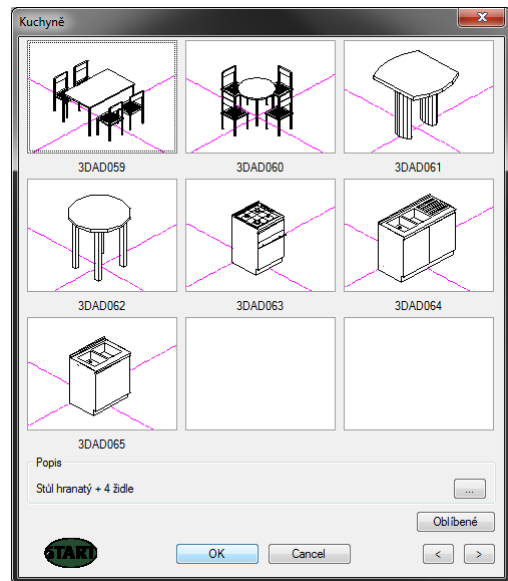 Kuchyně
3DAD059 3DAD060 3DAD061
3DAD062 3DAD063 3DAD064
3DAD065
Popis
Stůl hranatý + 4 židle
...
Oblíbené
START OK Cancel < >